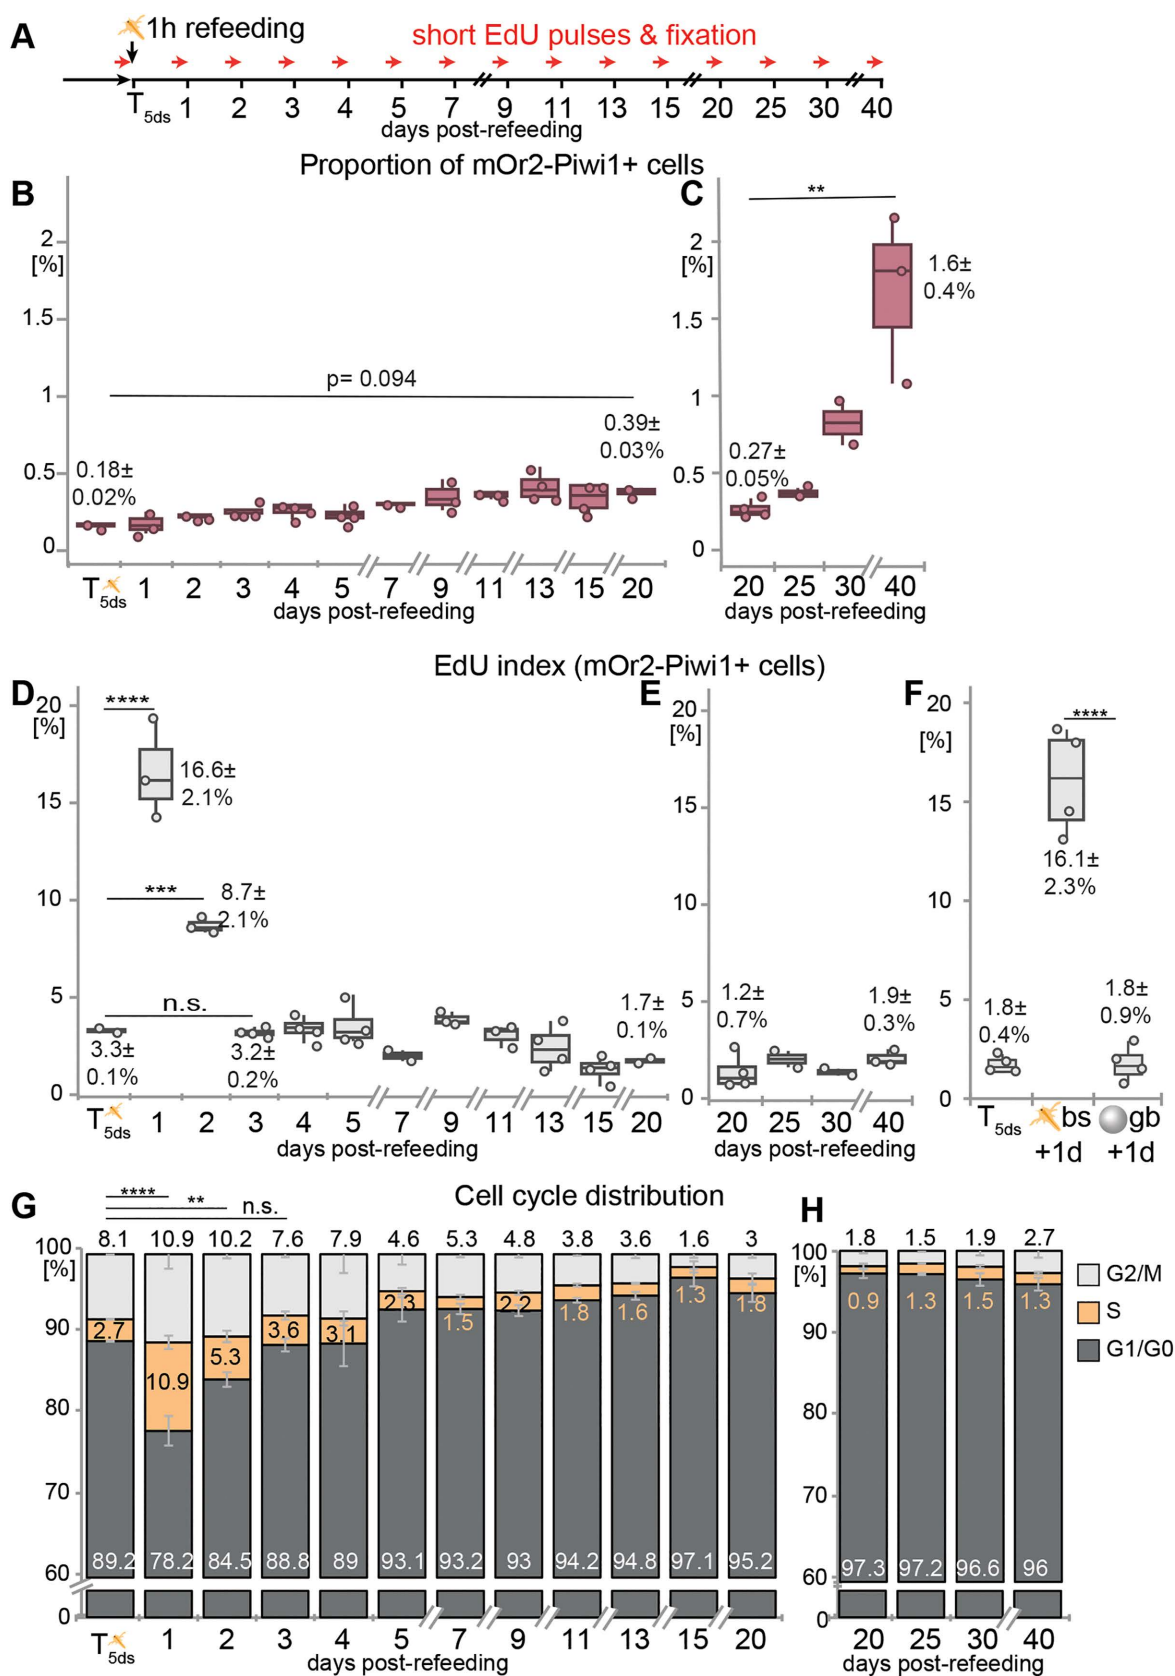 A
1h refeeding
short EdU pulses & fixation
T5ds 1 2 3 4 5 7 9 11 13 15 20 25 30 40
days post-refeeding
Proportion of mOr2-Piwi1+ cells
B
2
[%]
1.5
1
0.5
0
p= 0.094
0.18±
0.02%
0.39±
0.03%
T5ds 1 2 3 4 5 7 9 11 13 15 20
days post-refeeding
C
**
2
[%]
1.5
1
0.5
0
1.6±
0.4%
0.27±
0.05%
20 25 30 40
days post-refeeding
EdU index (mOr2-Piwi1+ cells)
D
20
[%]
15
10
5
0
****
16.6±
2.1%
***
8.7±
2.1%
n.s.
3.3±
0.1%
3.2±
0.2%
1.7±
0.1%
T5ds 1 2 3 4 5 7 9 11 13 15 20
days post-refeeding
E
20
[%]
15
10
5
0
1.2±
0.7%
1.9±
0.3%
20 25 30 40
days post-refeeding
F
20
[%]
15
10
5
0
****
16.1±
2.3%
1.8±
0.4%
1.8±
0.9%
T5ds bs gb
+1d +1d
Cell cycle distribution
G
****
**
n.s.
8.1 10.9 10.2 7.6 7.9 4.6 5.3 4.8 3.8 3.6 1.6 3
100
[%]
90
80
70
60
0
2.7 10.9 5.3 3.6 3.1 2.3 1.5 2.2 1.8 1.6 1.3 1.8
89.2 78.2 84.5 88.8 89 93.1 93.2 93 94.2 94.8 97.1 95.2
T5ds 1 2 3 4 5 7 9 11 13 15 20
days post-refeeding
H
1.8 1.5 1.9 2.7
100
[%]
90
80
70
60
0
0.9 1.3 1.5 1.3
97.3 97.2 96.6 96
20 25 30 40
days post-refeeding
G2/M
S
G1/G0